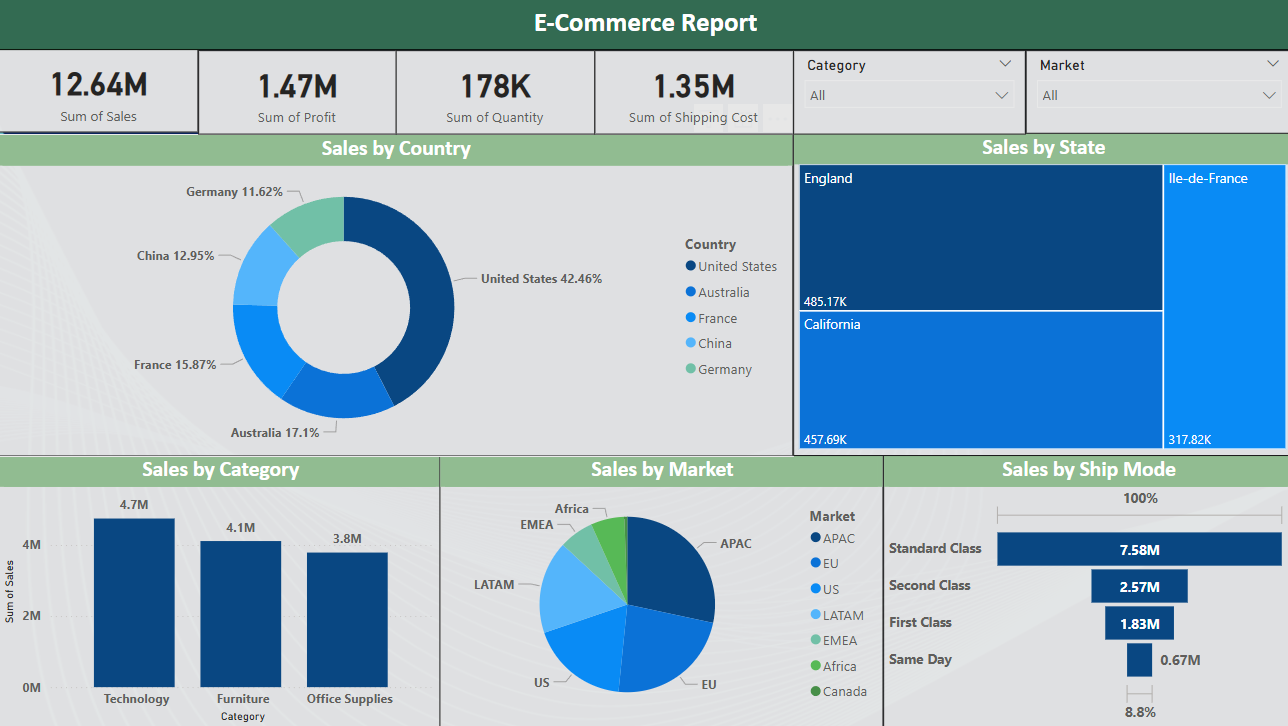 E-Commerce Report
12.64M
Sum of Sales
1.47M
Sum of Profit
178K
Sum of Quantity
1.35M
Sum of Shipping Cost
Category
All
Market
All
Sales by Country
Germany 11.62%
China 12.95%
United States 42.46%
France 15.87%
Australia 17.1%
Country
United States
Australia
France
China
Germany
Sales by State
England
485.17K
California
457.69K
Ile-de-France
317.82K
Sales by Category
Sum of Sales
4M
2M
0M
4.7M
4.1M
3.8M
Technology
Furniture
Office Supplies
Category
Sales by Market
Africa
EMEA
APAC
LATAM
US
EU
Market
APAC
EU
US
LATAM
EMEA
Africa
Canada
Sales by Ship Mode
100%
Standard Class 7.58M
Second Class 2.57M
First Class 1.83M
Same Day 0.67M
8.8%